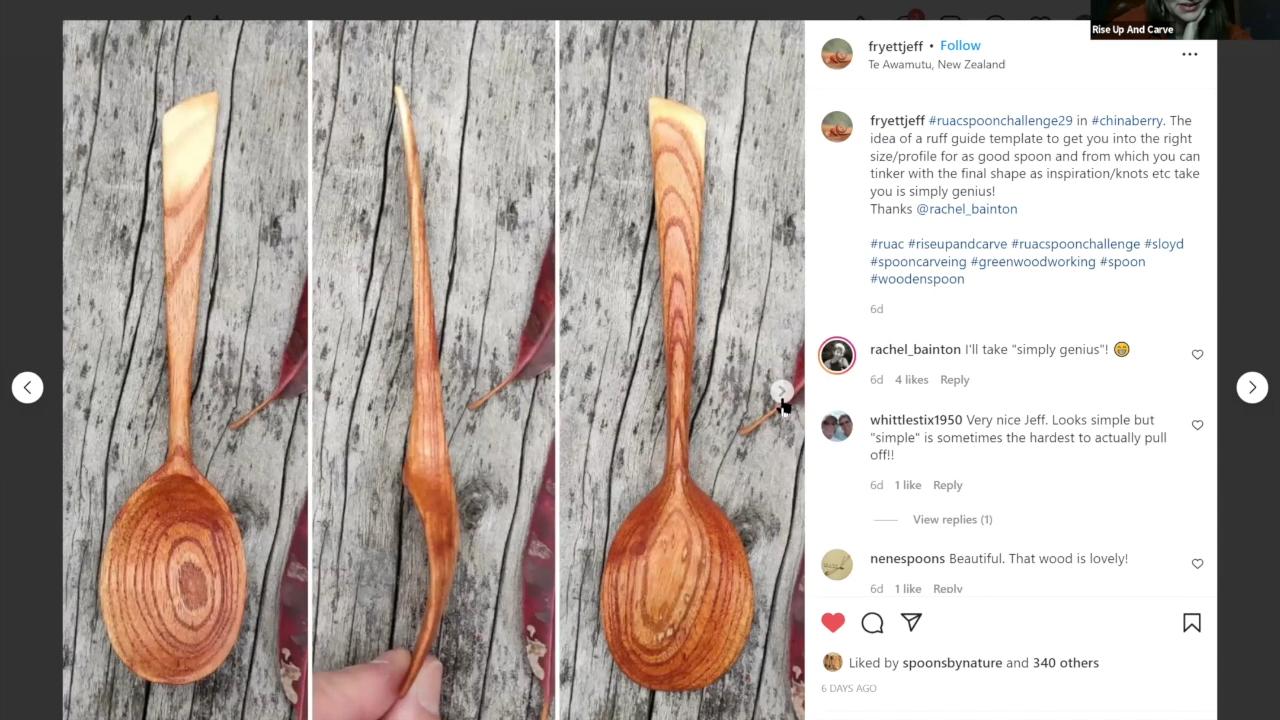 Rise Up And Carve
fryettjeff • Follow
Te Awamutu, New Zealand
fryettjeff #ruacspoonchallenge29 in #chinaberry. The
idea of a ruff guide template to get you into the right
size/profile for as good spoon and from which you can
tinker with the final shape as inspiration/knots etc take
you is simply genius!
Thanks @rachel_bainton
#ruac #riseupandcarve #ruacspoonchallenge #sloyd
#spooncarveing #greenwoodworking #spoon
#woodenspoon
6d
rachel_bainton I'll take "simply genius"! 😁
6d 4 likes Reply
whittlestix1950 Very nice Jeff. Looks simple but
"simple" is sometimes the hardest to actually pull
off!!
6d 1 like Reply
View replies (1)
nenespoons Beautiful. That wood is lovely!
6d 1 like Reply
Liked by spoonsbynature and 340 others
6 DAYS AGO